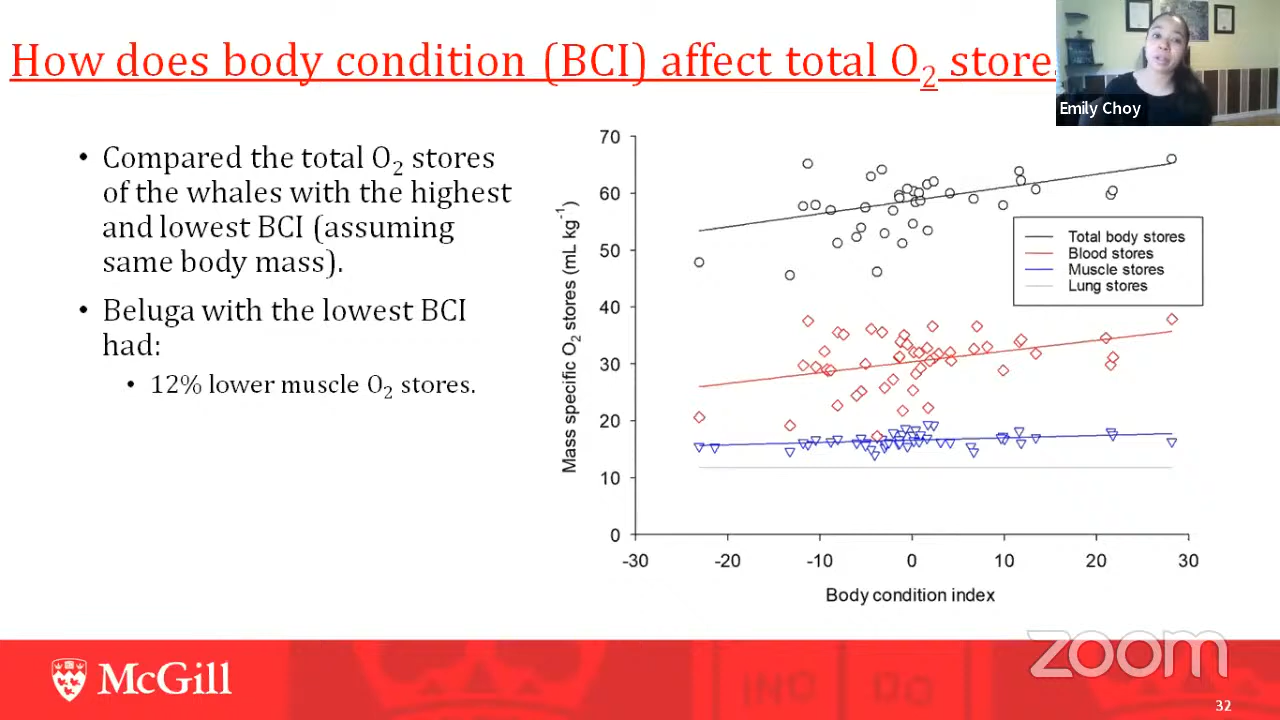 How does body condition (BCI) affect total O2 store
Emily Choy
• Compared the total O2 stores
of the whales with the highest
and lowest BCI (assuming
same body mass).
• Beluga with the lowest BCI
had:
• 12% lower muscle O2 stores.
Mass specific O2 stores (mL kg-1)
70
60
50
40
30
20
10
0
-30
-20
-10
0
10
20
30
Body condition index
Total body stores
Blood stores
Muscle stores
Lung stores
McGill
IN DO
zoom
32